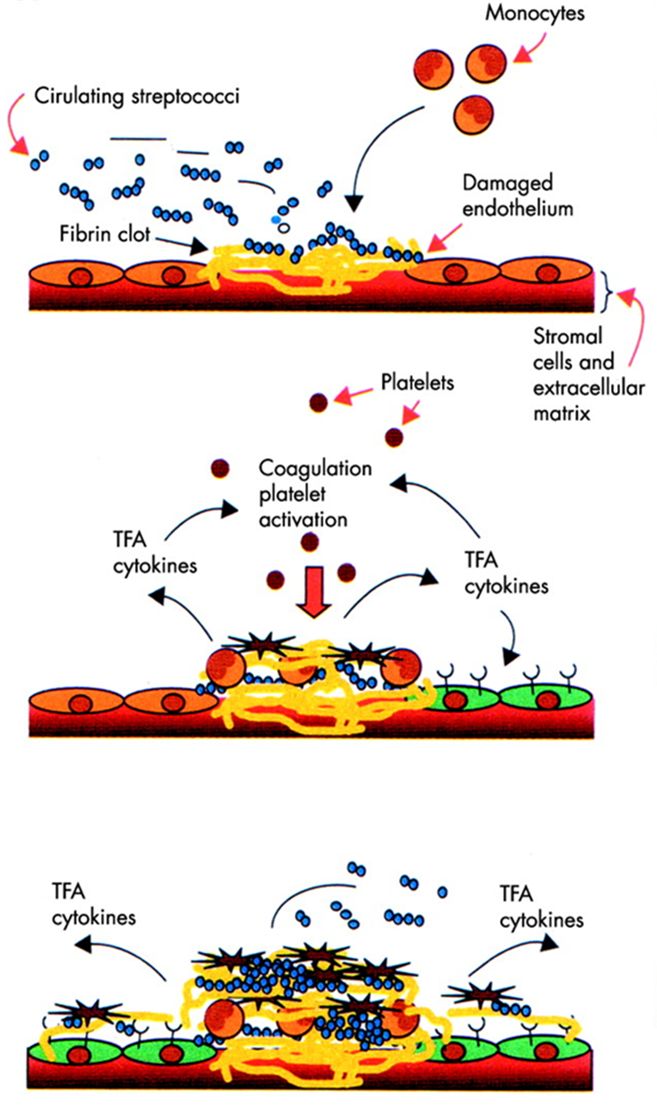 Monocytes
Cirulating streptococci
Damaged
endothelium
Fibrin clot
Stromal
cells and
extracellular
matrix
Platelets
Coagulation
platelet
activation
TFA
cytokines
TFA
cytokines
TFA
cytokines
TFA
cytokines